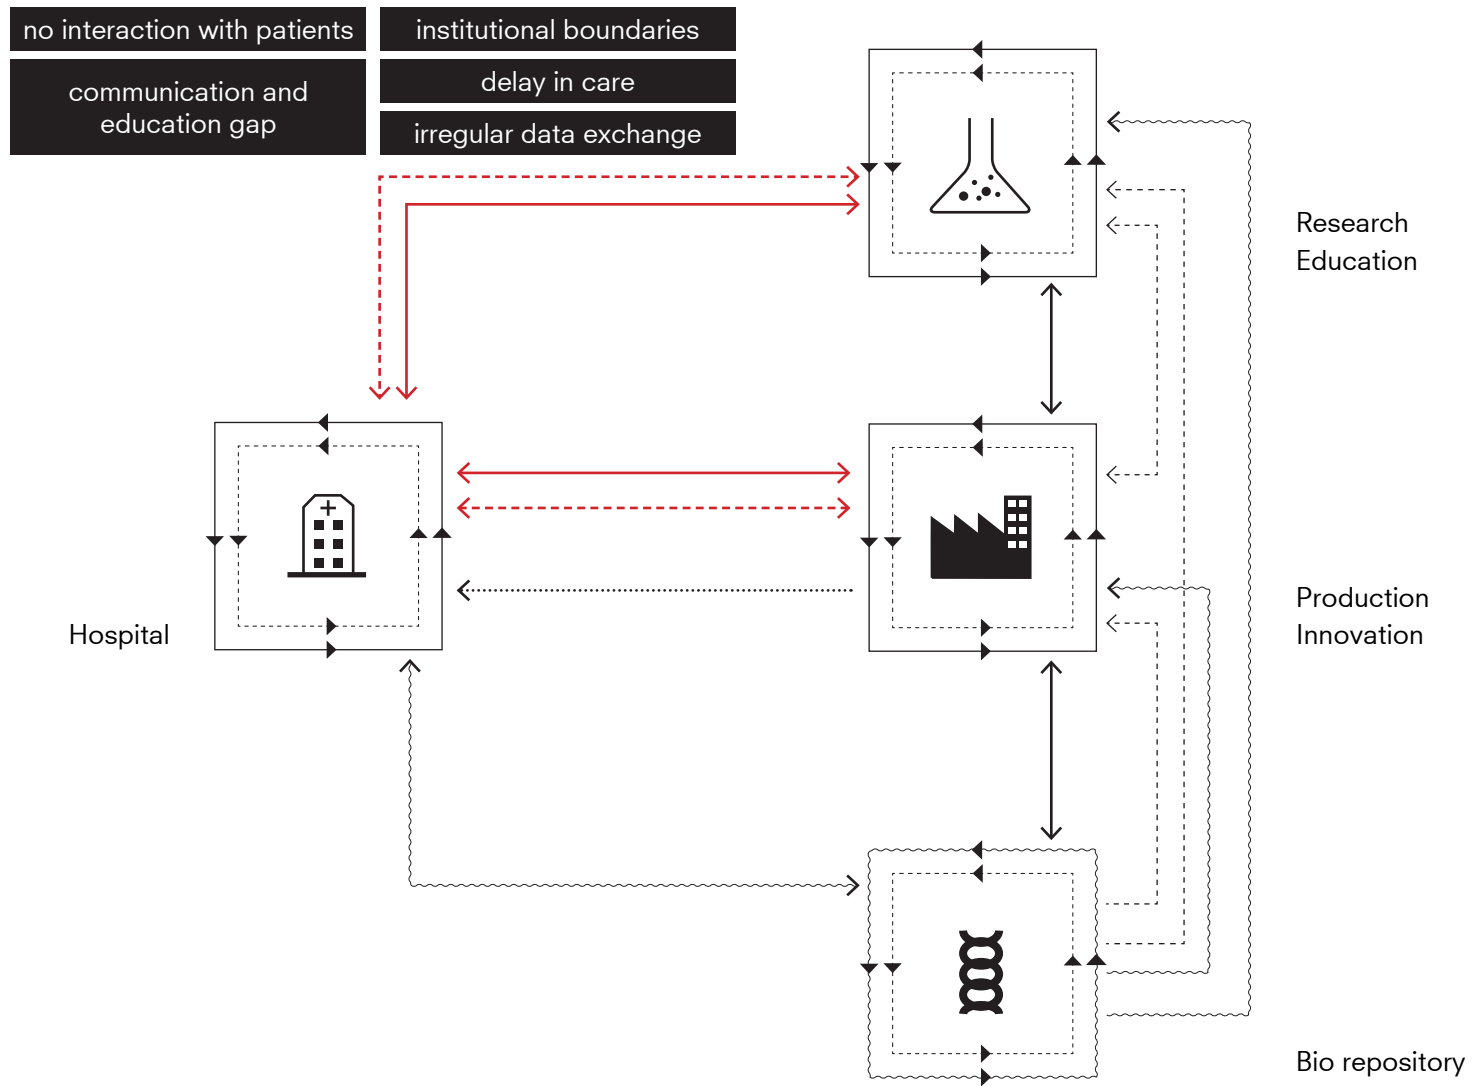 no interaction with patients
institutional boundaries
communication and
education gap
delay in care
irregular data exchange
Research
Education
Hospital
Production
Innovation
Bio repository